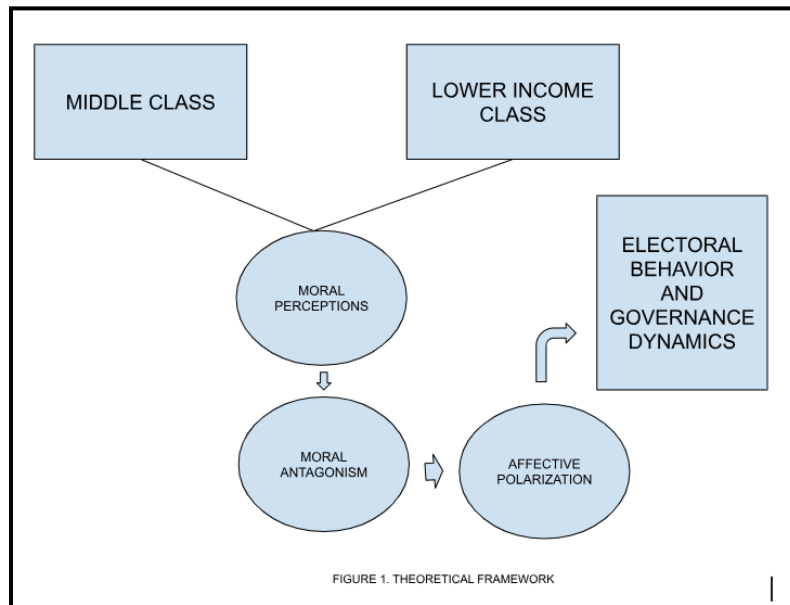 MIDDLE CLASS
LOWER INCOME
CLASS
ELECTORAL
BEHAVIOR
AND
GOVERNANCE
DYNAMICS
MORAL
PERCEPTIONS
MORAL
ANTAGONISM
AFFECTIVE
POLARIZATION
FIGURE 1. THEORETICAL FRAMEWORK